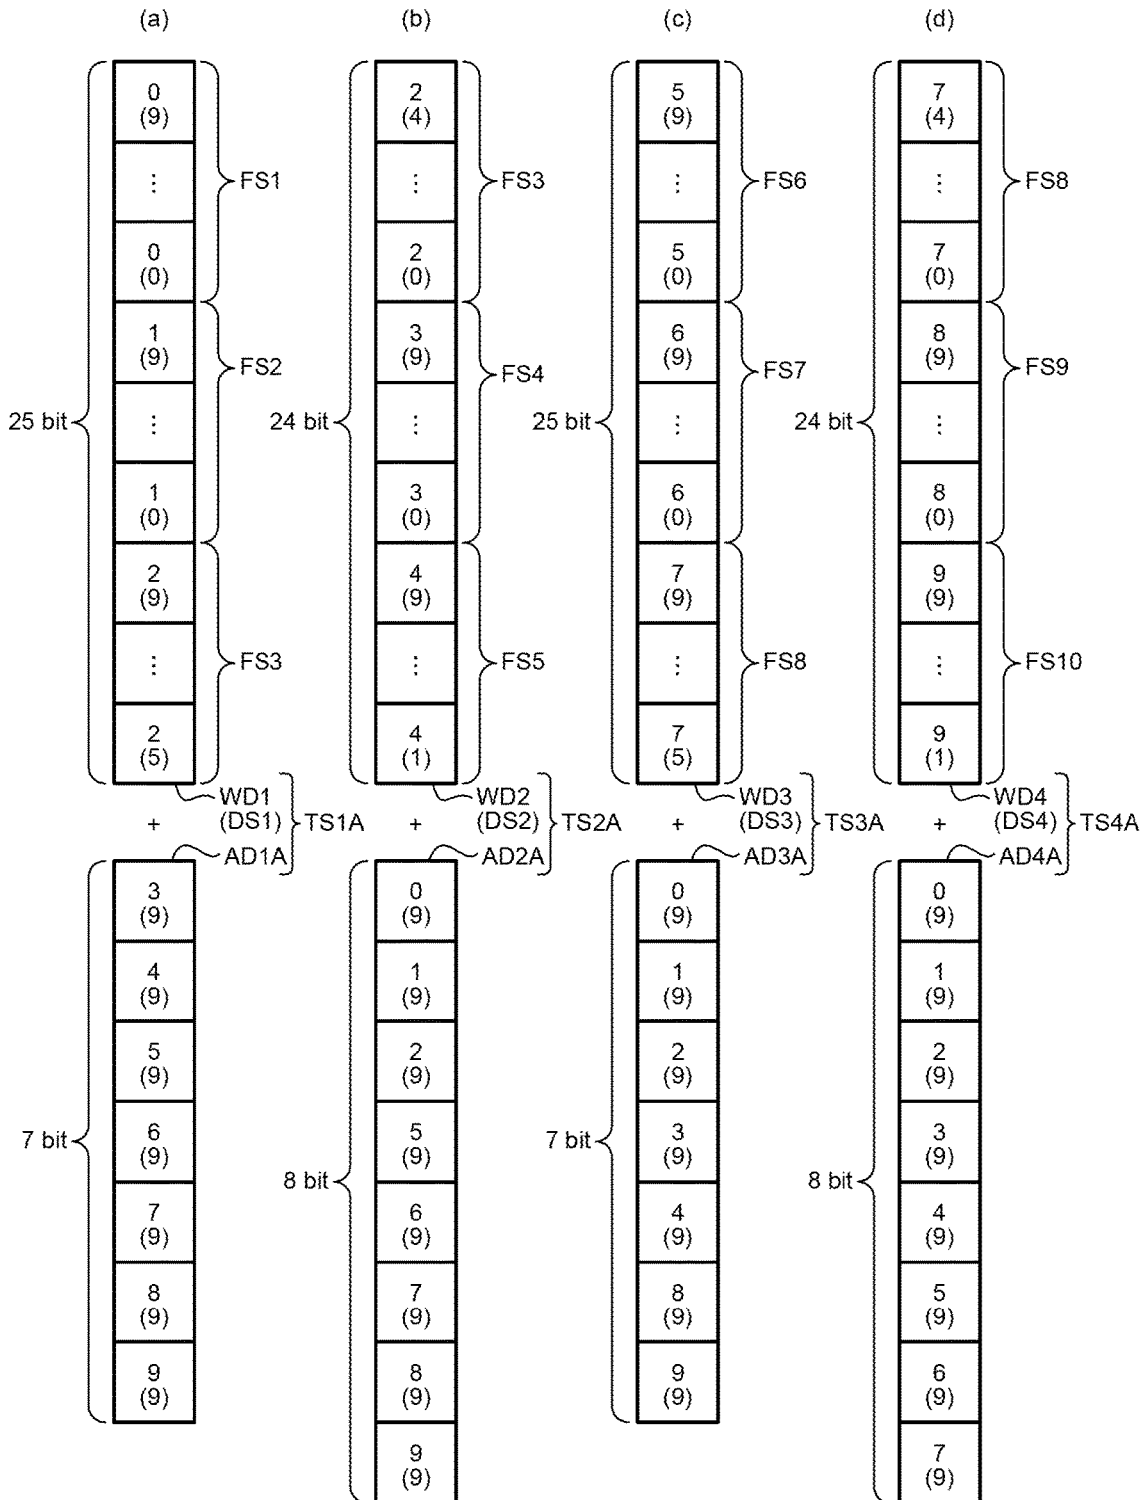 (a) (b) (c) (d)
0 2 5 7
(9) (4) (9) (4)
⋮ FS1 ⋮ FS3 ⋮ FS6 ⋮ FS8
0 2 5 7
(0) (0) (0) (0)
1 3 6 8
(9) (9) (9) (9)
FS2 FS4 FS7 FS9
25 bit ⋮ 24 bit ⋮ 25 bit ⋮ 24 bit ⋮
1 3 6 8
(0) (0) (0) (0)
2 4 7 9
(9) (9) (9) (9)
⋮ FS3 ⋮ FS5 ⋮ FS8 ⋮ FS10
2 4 7 9
(5) (1) (5) (1)
WD1 WD2 WD3 WD4
+ (DS1) TS1A + (DS2) TS2A + (DS3) TS3A + (DS4) TS4A
AD1A AD2A AD3A AD4A
3 0 0 0
(9) (9) (9) (9)
4 1 1 1
(9) (9) (9) (9)
5 2 2 2
(9) (9) (9) (9)
7 bit 6 5 7 bit 3 3
(9) (9) (9) (9)
8 bit 8 bit
7 6 4 4
(9) (9) (9) (9)
8 7 8 5
(9) (9) (9) (9)
9 8 9 6
(9) (9) (9) (9)
9 7
(9) (9)